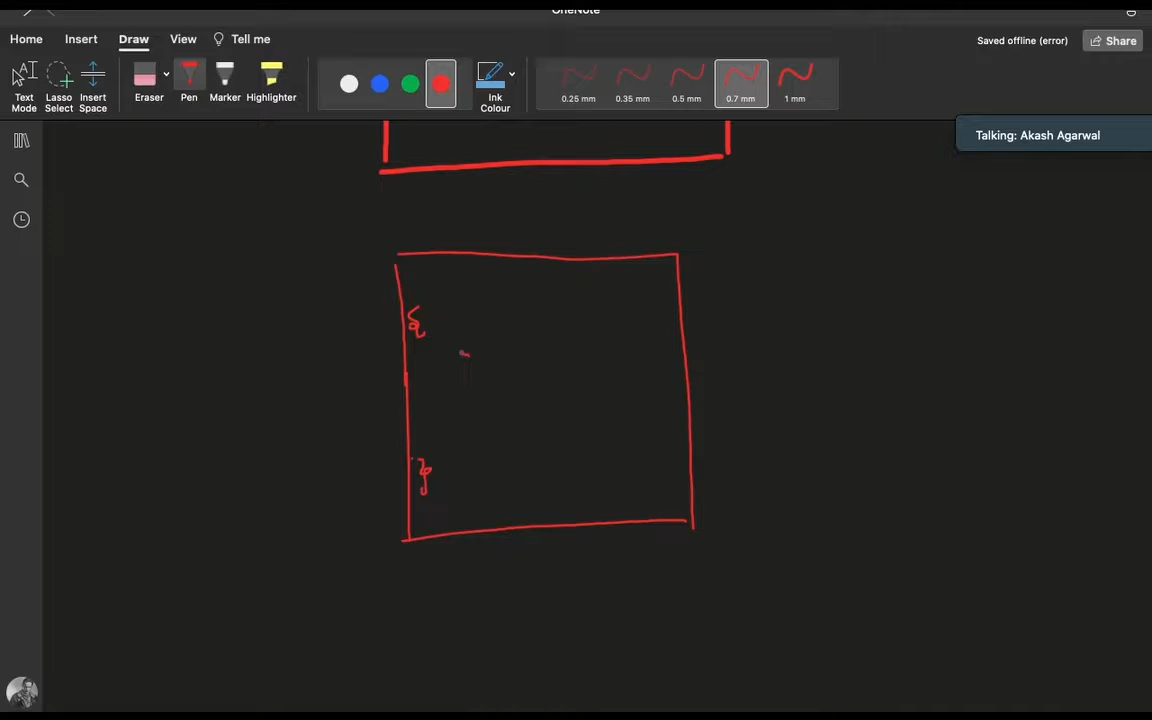 OneNote
Home Insert Draw View Tell me
Saved offline (error) Share
Text Mode
Lasso Select
Insert Space
Eraser
Pen
Marker
Highlighter
Ink Colour
0.25 mm
0.35 mm
0.5 mm
0.7 mm
1 mm
Talking: Akash Agarwal